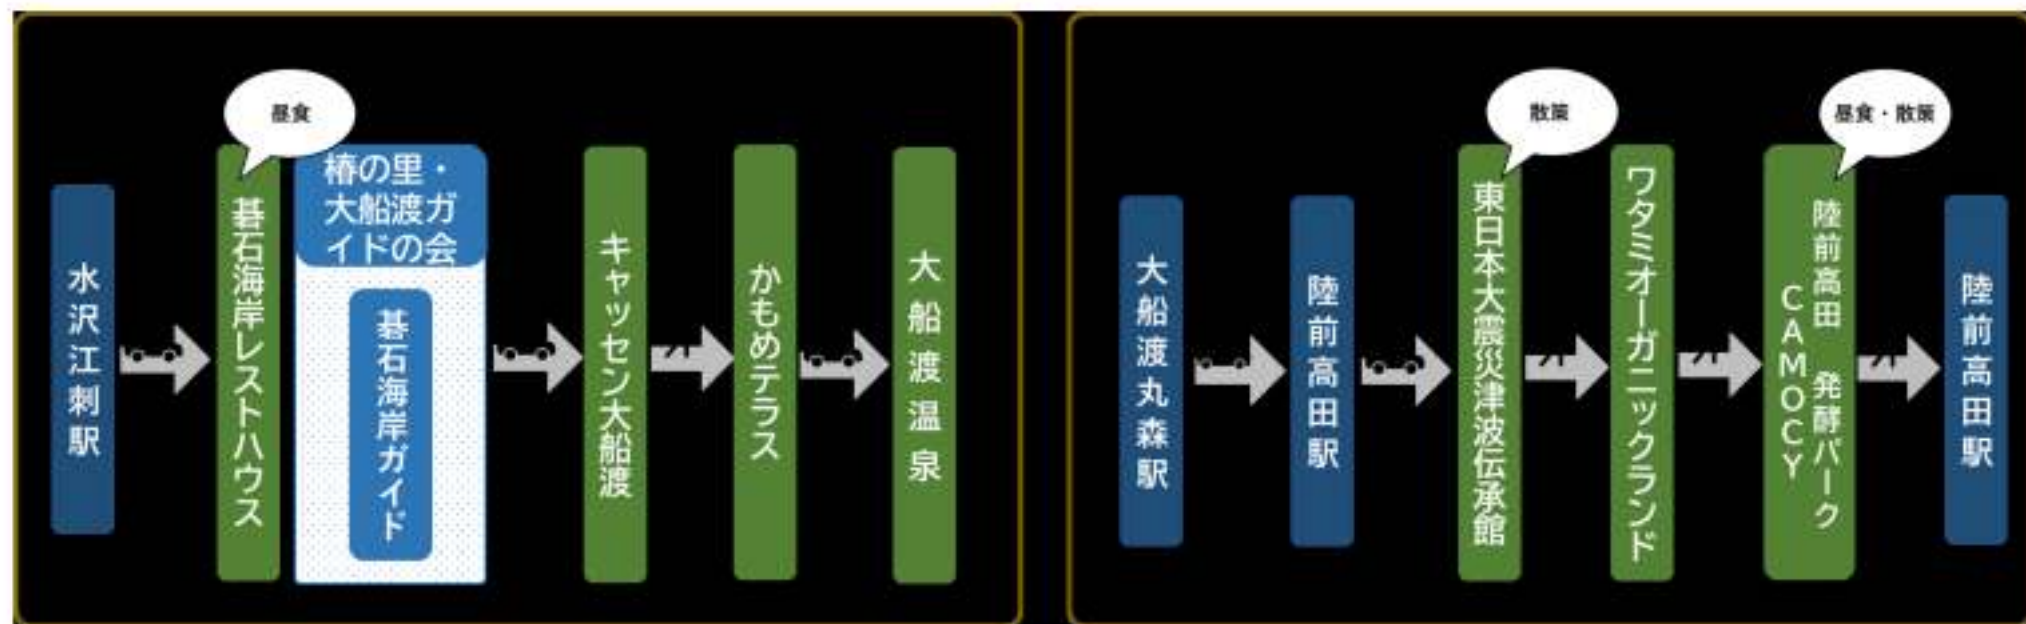 水沢江刺駅
昼食
碁石海岸レストハウス
椿の里・
大船渡ガ
イドの会
碁石海岸ガイド
キャッセン大船渡
かもめテラス
大船渡温泉
大船渡丸森駅
陸前高田駅
散策
東日本大震災津波伝承館
ワタミオーガニックランド
昼食・散策
陸前高田 発酵パーク
CAMOCY
陸前高田駅